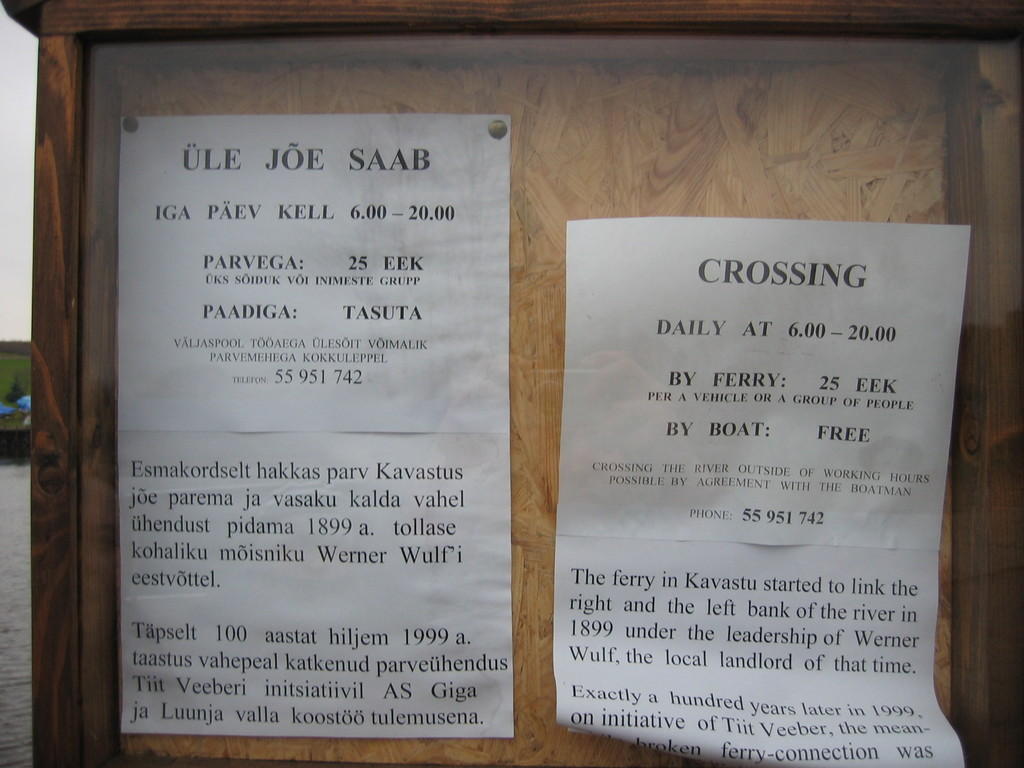 ÜLE JÕE SAAB
IGA PÄEV KELL 6.00 – 20.00
PARVEGA: 25 EEK
ÜKS SÕIDUK VÕI INIMESTE GRUPP
PAADIGA: TASUTA
VÄLJASPOOL TÖÖAEGA ÜLESÕIT VÕIMALIK
PARVEMEHEGA KOKKULEPPEL
TELEFON: 55 951 742
Esmakordselt hakkas parv Kavastus
jõe parema ja vasaku kalda vahel
ühendust pidama 1899 a. tollase
kohaliku mõisniku Werner Wulf'i
eestvõttel.
Täpselt 100 aastat hiljem 1999 a.
taastus vahepeal katkenud parveühendus
Tiit Veeberi initsiatiivil AS Giga
ja Luunja valla koostöö tulemusena.
CROSSING
DAILY AT 6.00 – 20.00
BY FERRY: 25 EEK
PER A VEHICLE OR A GROUP OF PEOPLE
BY BOAT: FREE
CROSSING THE RIVER OUTSIDE OF WORKING HOURS
POSSIBLE BY AGREEMENT WITH THE BOATMAN
PHONE: 55 951 742
The ferry in Kavastu started to link the
right and the left bank of the river in
1899 under the leadership of Werner
Wulf, the local landlord of that time.
Exactly a hundred years later in 1999,
on initiative of Tiit Veeber, the mean-
broken ferry-connection was